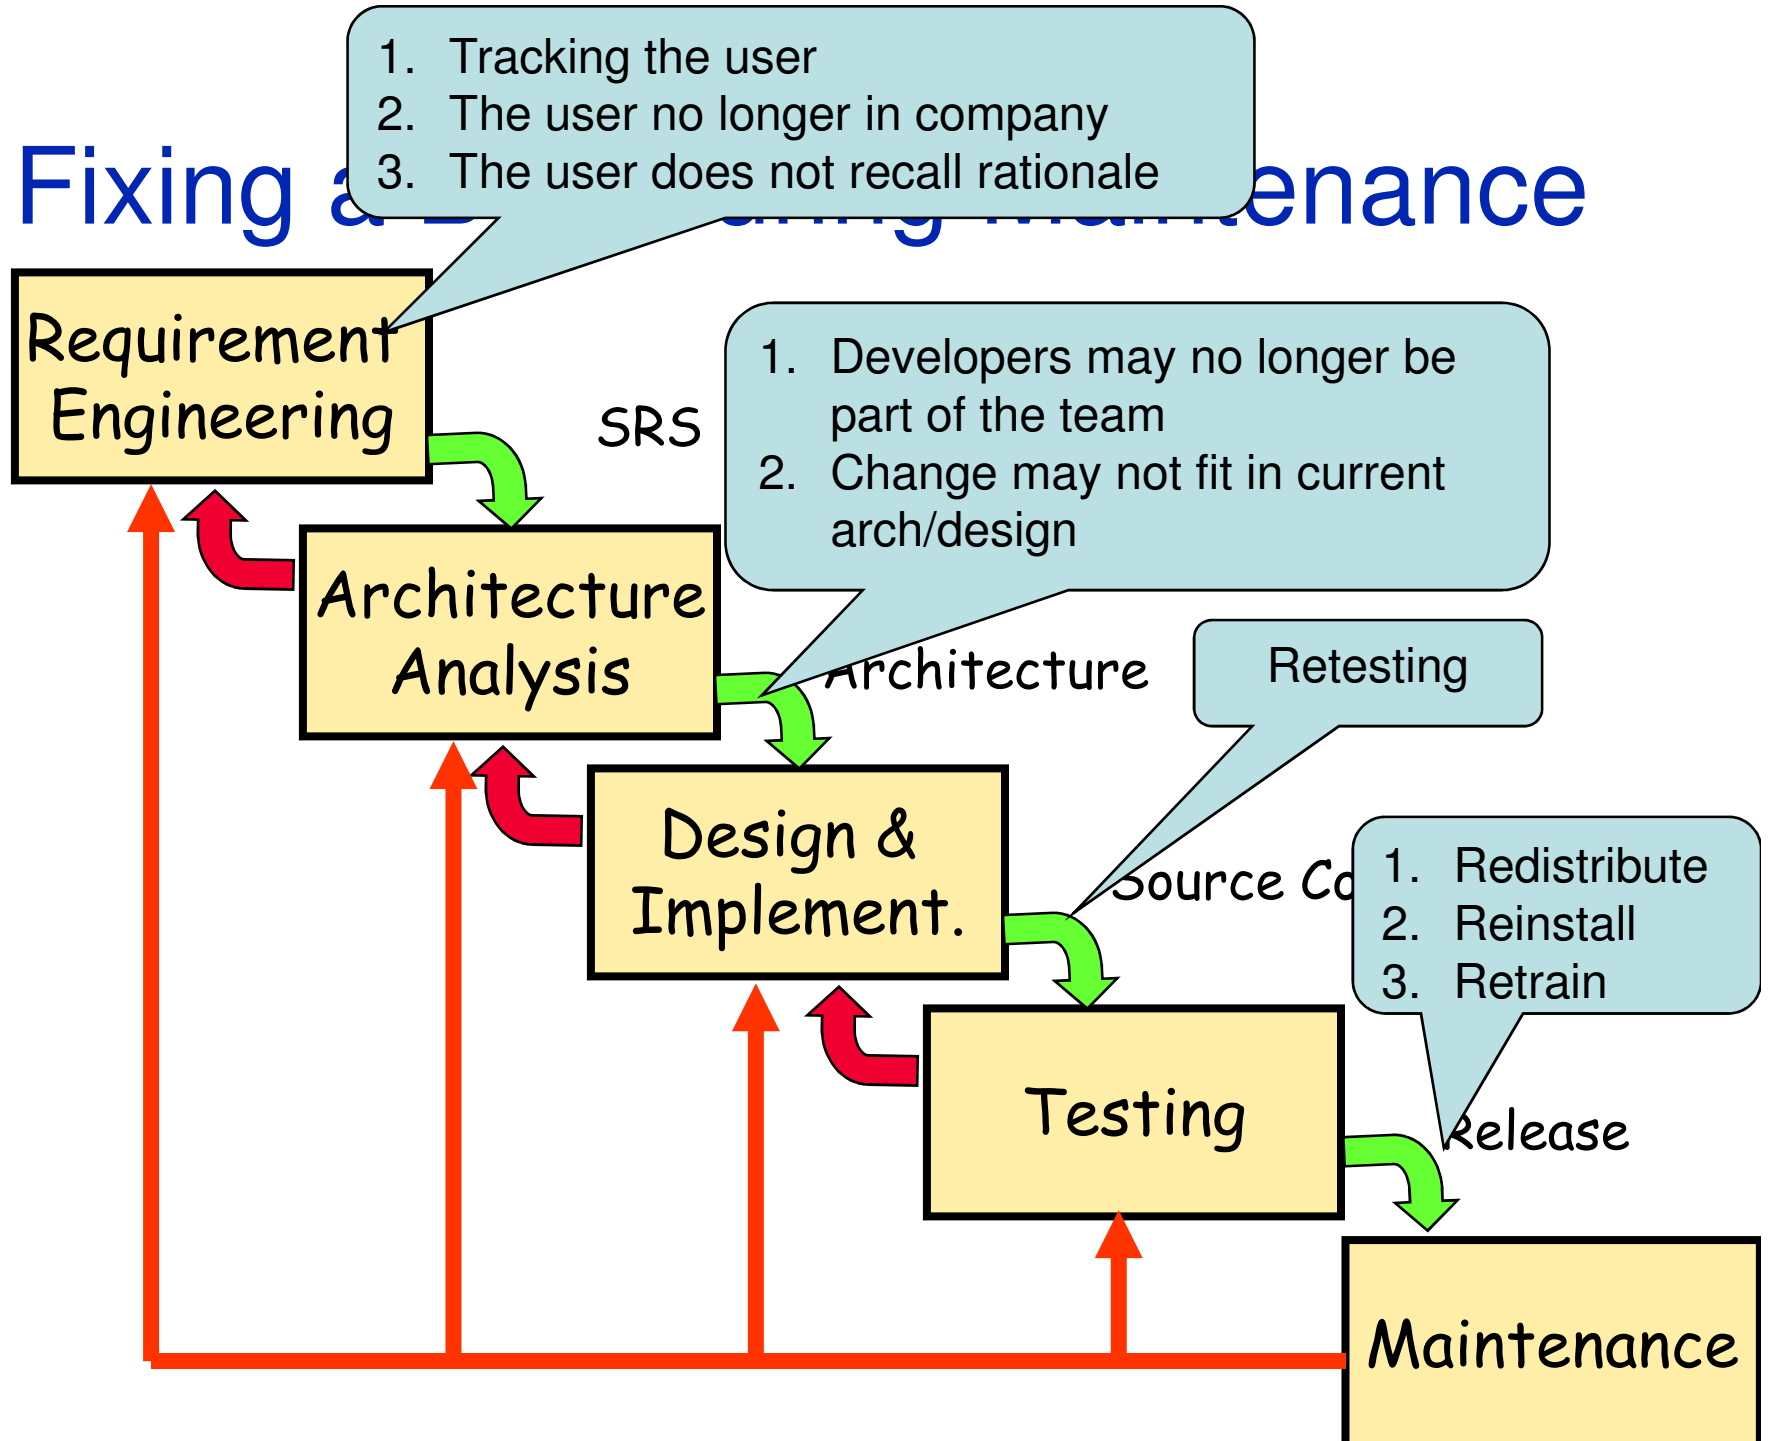 1. Tracking the user
2. The user no longer in company
3. The user does not recall rationale
Fixing a
enance
Requirement
Engineering
SRS
1. Developers may no longer be
part of the team
2. Change may not fit in current
arch/design
Architecture
Analysis
Architecture
Retesting
Design &
Implement.
Source
1. Redistribute
2. Reinstall
3. Retrain
Testing
Release
Maintenance